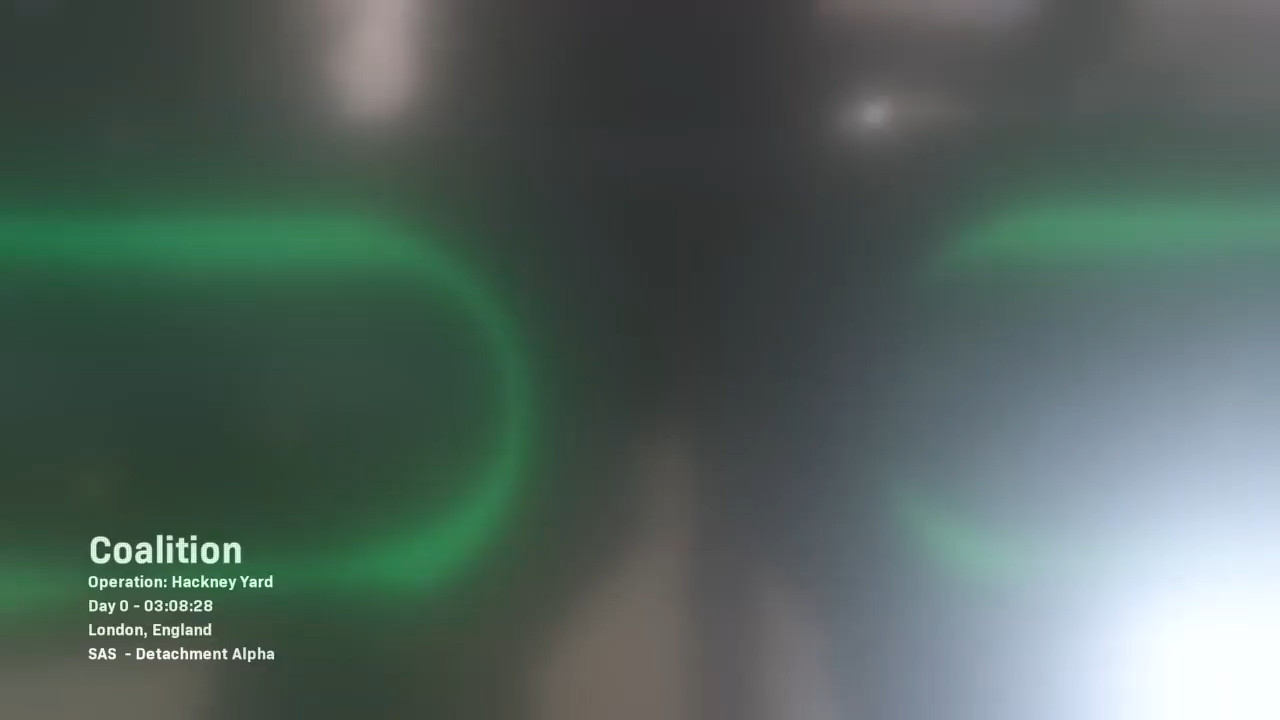 Coalition
Operation: Hackney Yard
Day 0 - 03:08:28
London, England
SAS - Detachment Alpha